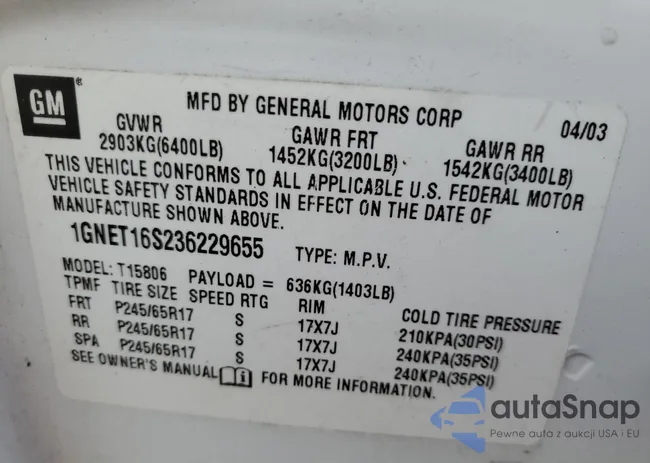 GM ®
MFD BY GENERAL MOTORS CORP 04/03
GVWR GAWR FRT GAWR RR
2903KG(6400LB) 1452KG(3200LB) 1542KG(3400LB)
THIS VEHICLE CONFORMS TO ALL APPLICABLE U.S. FEDERAL MOTOR
VEHICLE SAFETY STANDARDS IN EFFECT ON THE DATE OF
MANUFACTURE SHOWN ABOVE.
1GNET16S236229655 TYPE: M.P.V.
MODEL: T15806 PAYLOAD = 636KG(1403LB)
TPMF TIRE SIZE SPEED RTG RIM COLD TIRE PRESSURE
FRT P245/65R17 S 17X7J 210KPA(30PSI)
RR P245/65R17 S 17X7J 240KPA(35PSI)
SPA P245/65R17 S 17X7J 240KPA(35PSI)
SEE OWNER'S MANUAL i FOR MORE INFORMATION.
autaSnap
Pewne auta z aukcji USA i EU